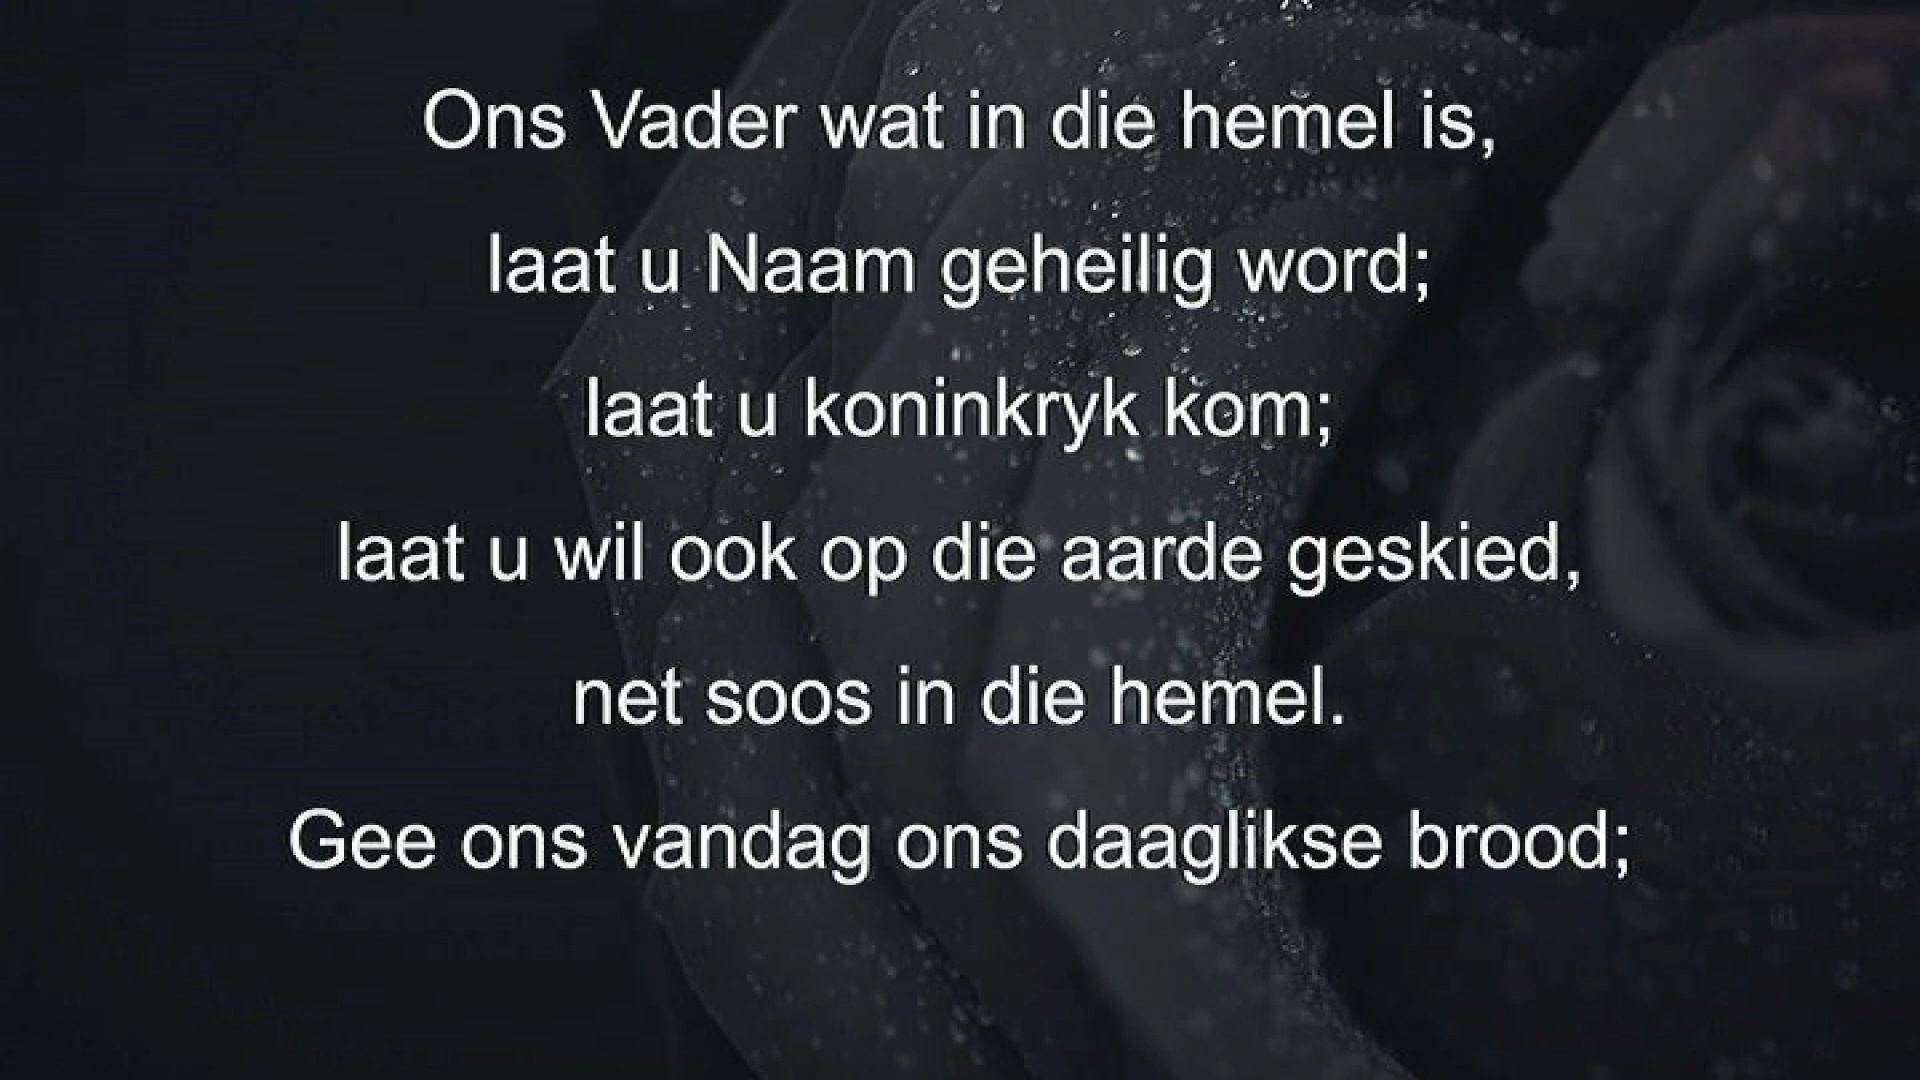 Ons Vader wat in die hemel is,
laat u Naam geheilig word;
laat u koninkryk kom;
laat u wil ook op die aarde geskied,
net soos in die hemel.
Gee ons vandag ons daaglikse brood;